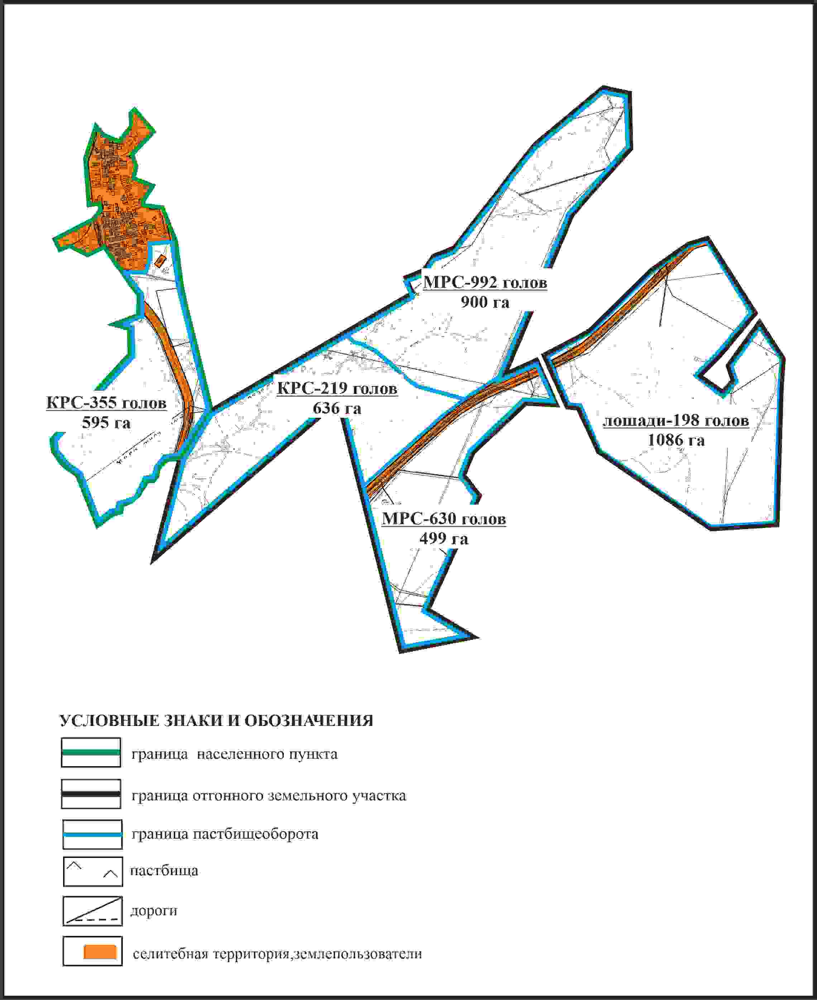 МРС-992 голов
900 га
КРС-219 голов
636 га
КРС-355 голов
595 га
лошади-198 голов
1086 га
МРС-630 голов
499 га
УСЛОВНЫЕ ЗНАКИ И ОБОЗНАЧЕНИЯ
граница населенного пункта
граница отгонного земельного участка
граница пастбищеоборота
пастбища
дороги
селитебная территория,землепользователи